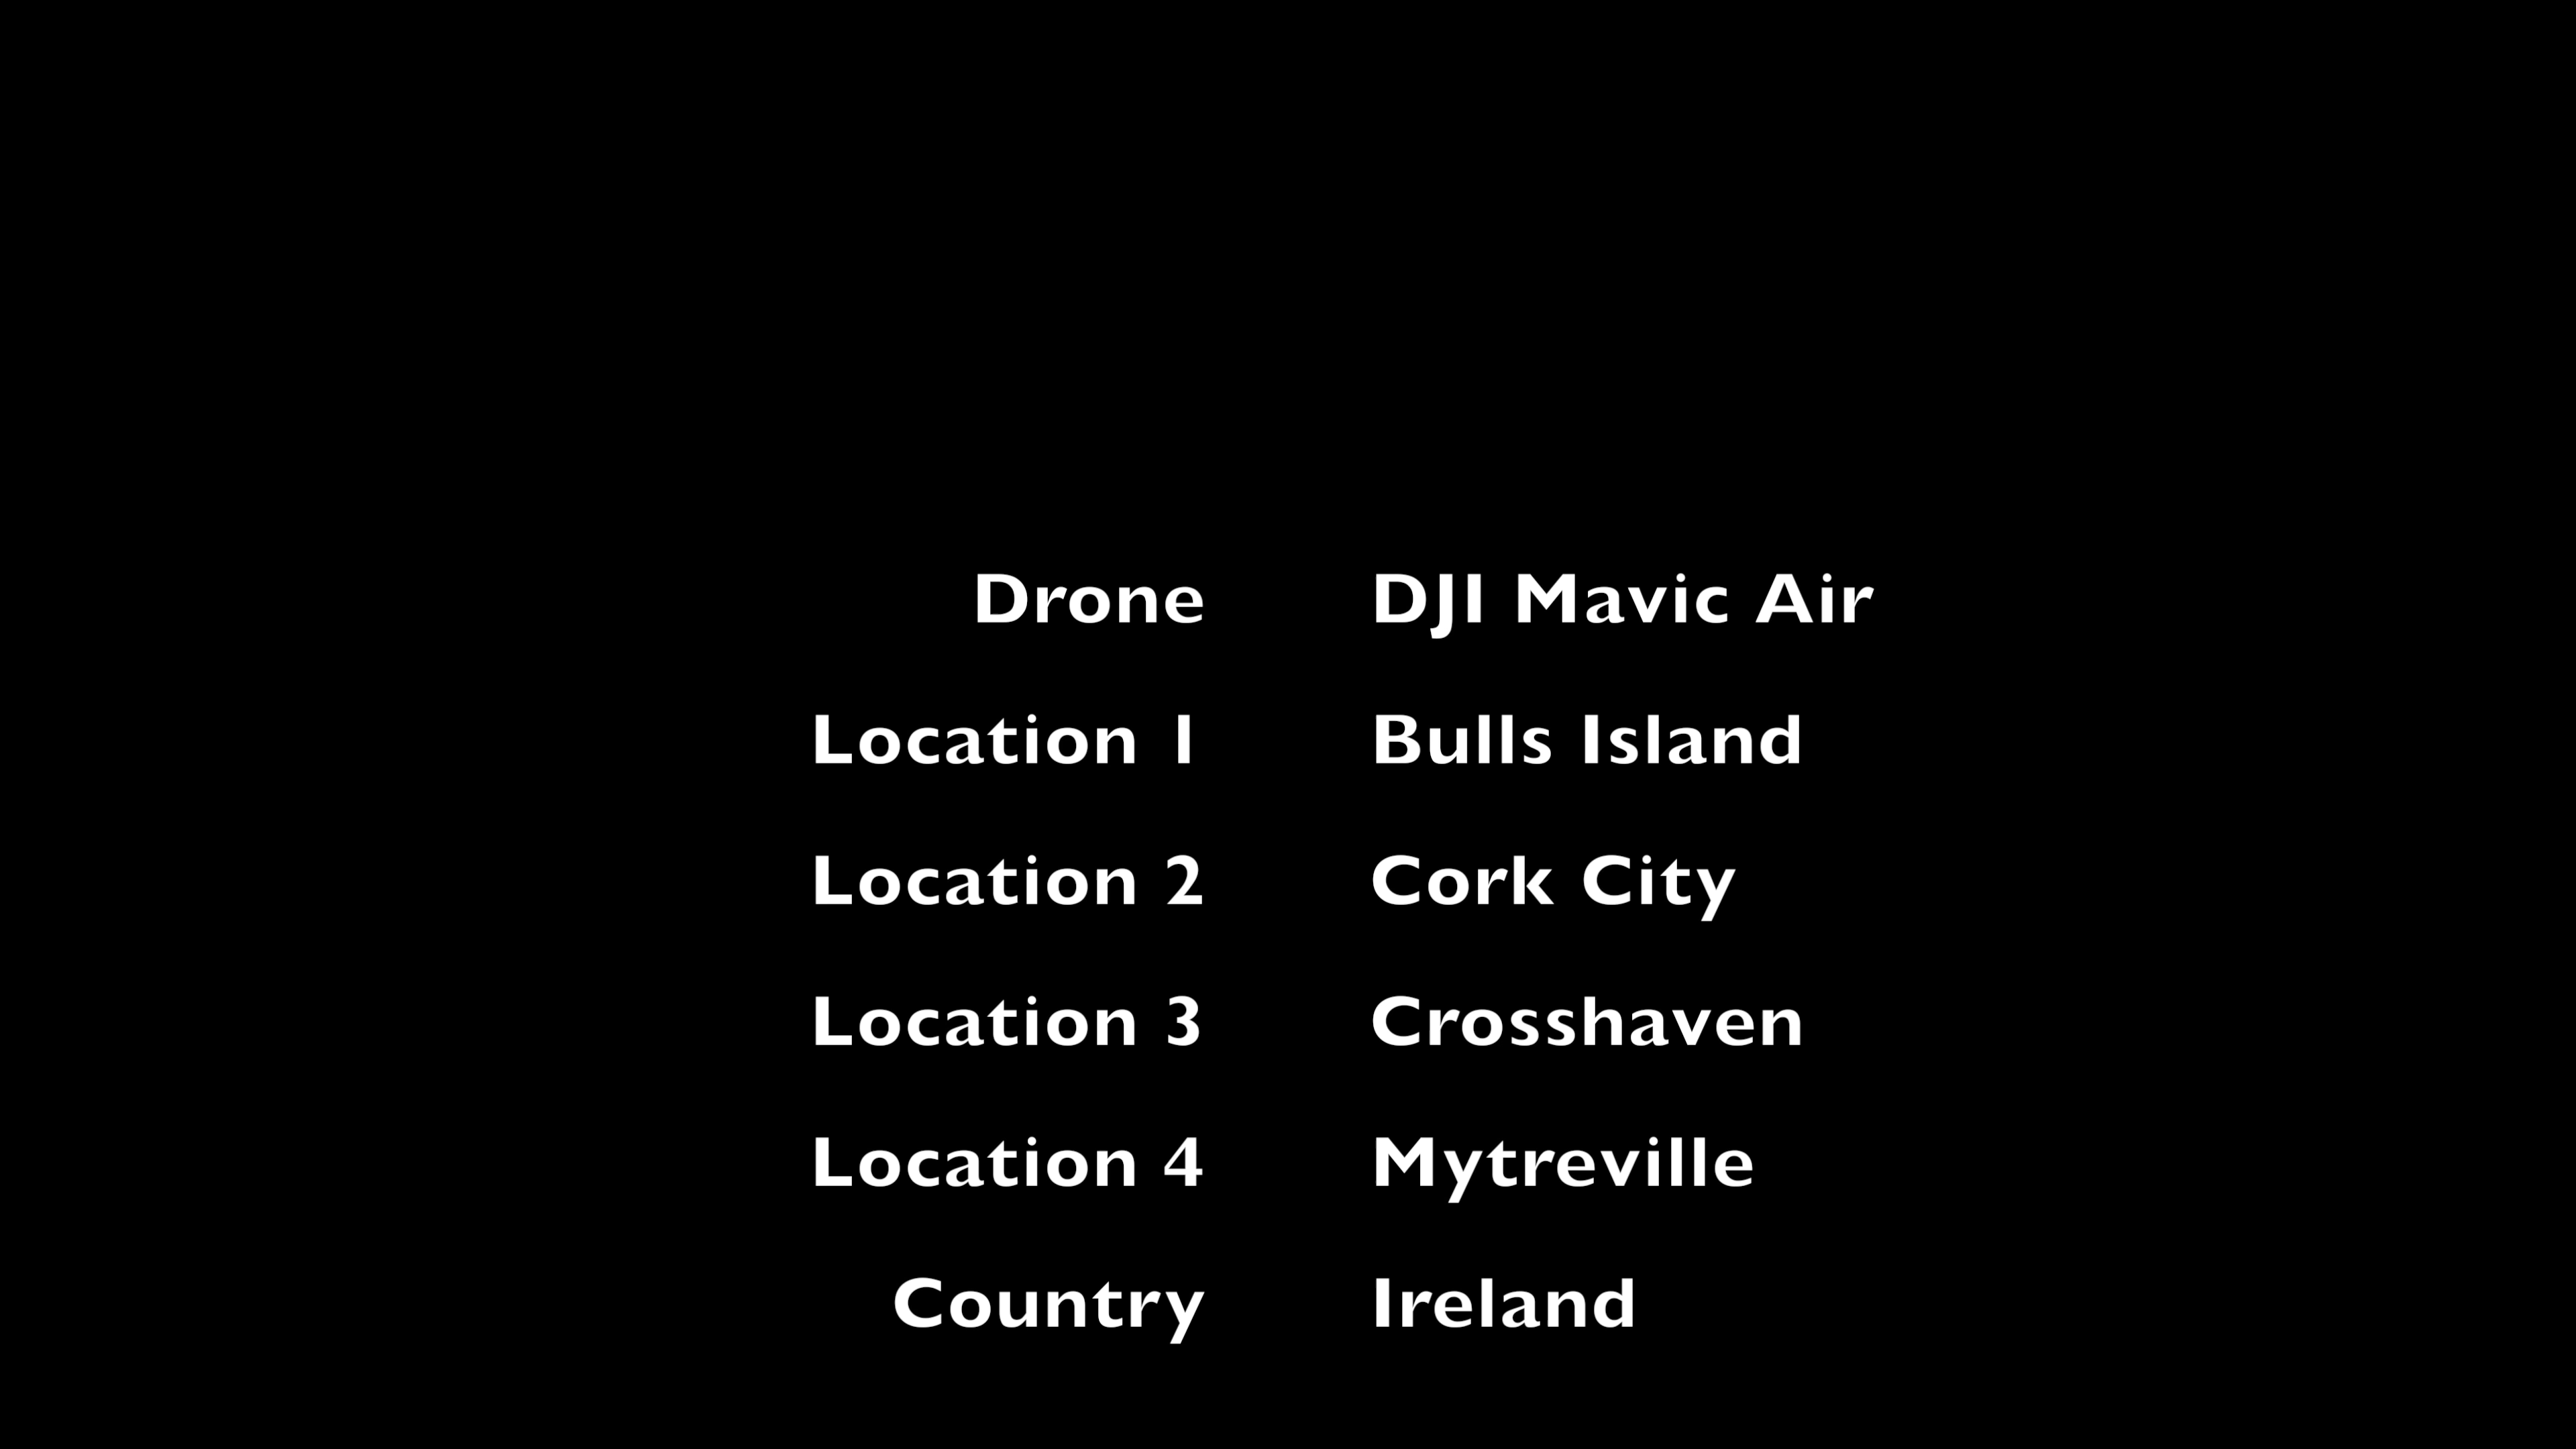 Drone DJI Mavic Air
Location 1 Bulls Island
Location 2 Cork City
Location 3 Crosshaven
Location 4 Mytreville
Country Ireland